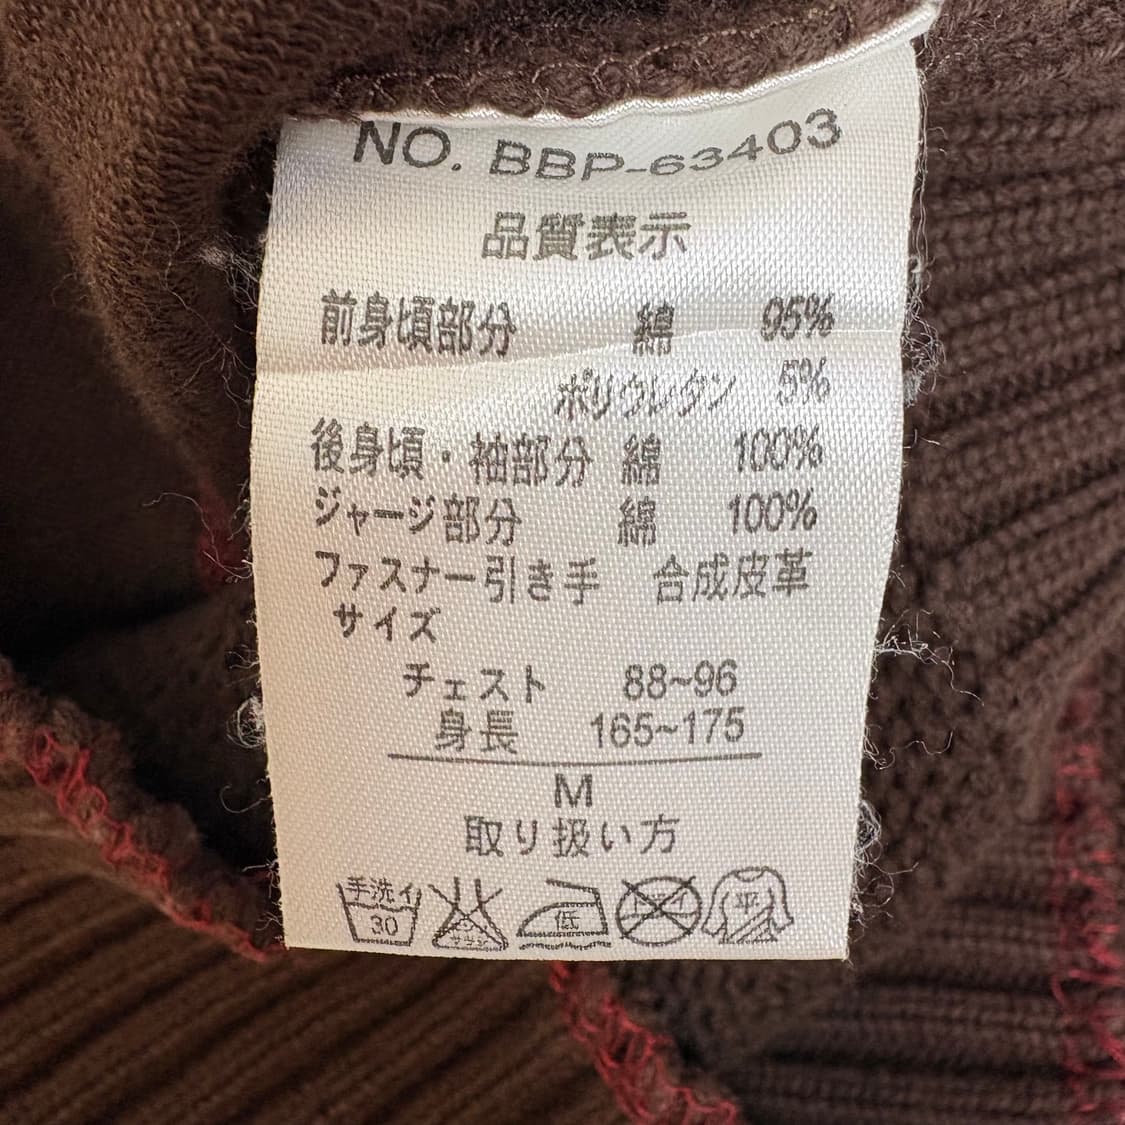 NO. BBP-63403
品質表示
前身頃部分 綿 95%
ポリウレタン 5%
後身頃・袖部分 綿 100%
ジャージ部分 綿 100%
ファスナー引き手 合成皮革
サイズ
チェスト 88~96
身長 165~175
M
取り扱い方
手洗イ 30 低 平